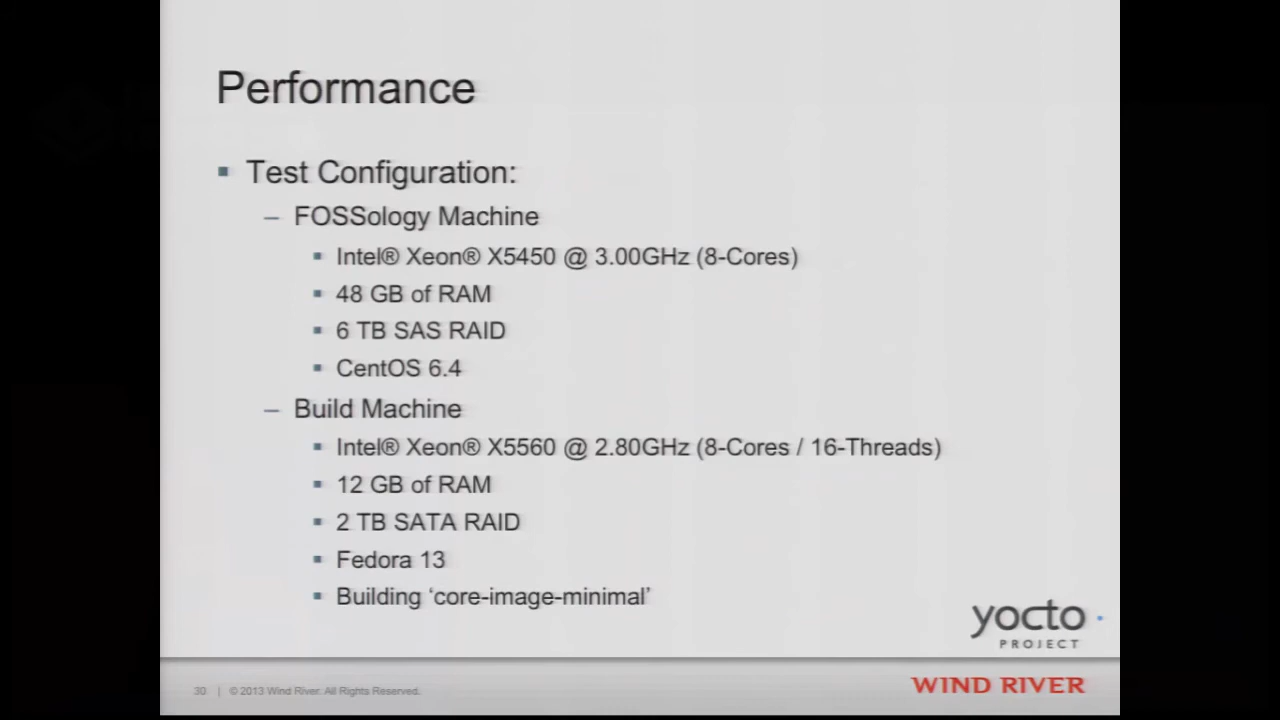 Performance
▪ Test Configuration:
– FOSSology Machine
▪ Intel® Xeon® X5450 @ 3.00GHz (8-Cores)
▪ 48 GB of RAM
▪ 6 TB SAS RAID
▪ CentOS 6.4
– Build Machine
▪ Intel® Xeon® X5560 @ 2.80GHz (8-Cores / 16-Threads)
▪ 12 GB of RAM
▪ 2 TB SATA RAID
▪ Fedora 13
▪ Building ‘core-image-minimal’
yocto
PROJECT
30 | © 2013 Wind River. All Rights Reserved.
WIND RIVER